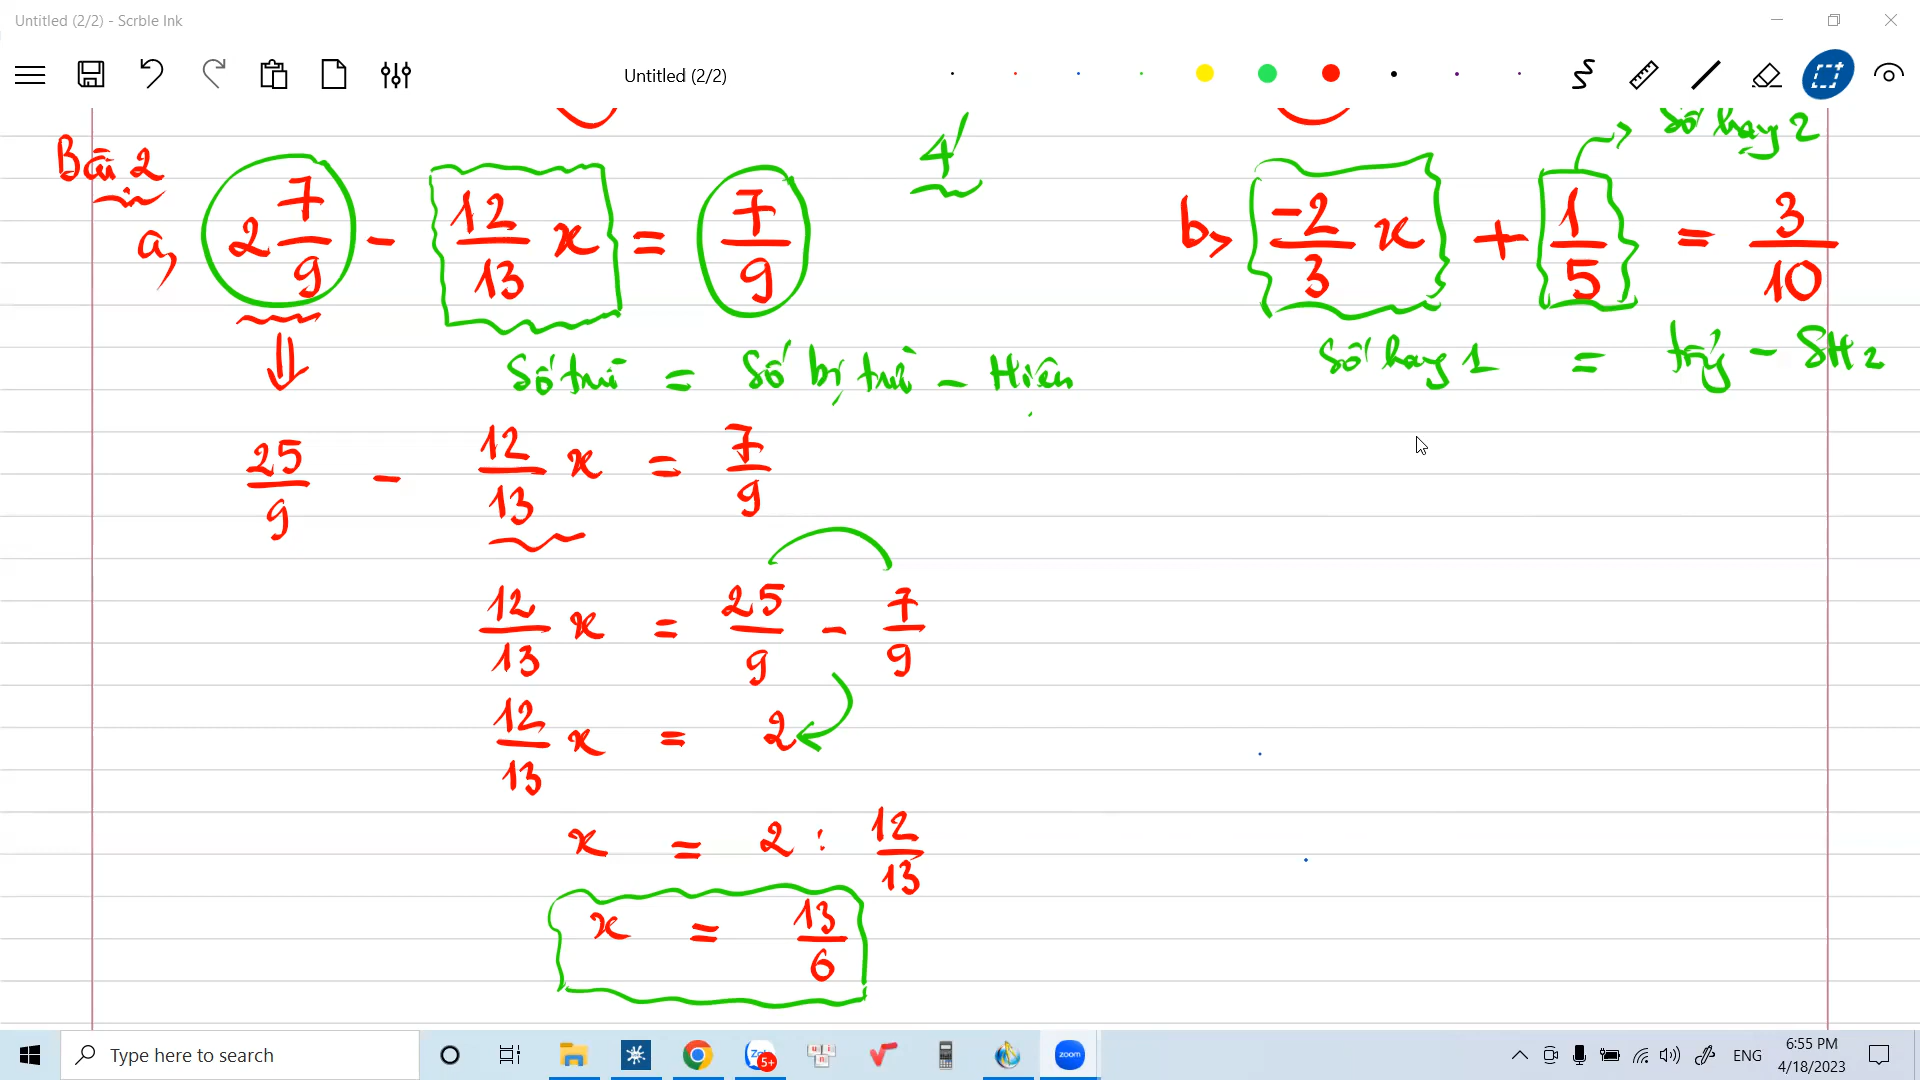 Untitled (2/2) - Scrble Ink
Untitled (2/2)
Bài 2
4'
a, 2 7/9 - 12/13 x = 7/9
Số trừ = Số bị trừ - Hiệu
25/9 - 12/13 x = 7/9
12/13 x = 25/9 - 7/9
12/13 x = 2
x = 2 : 12/13
x = 13/6
Số hạng 2
b, -2/3 x + 1/5 = 3/10
Số hạng 1 = tổng - SH2
Type here to search
5+
zoom
ENG
6:55 PM
4/18/2023